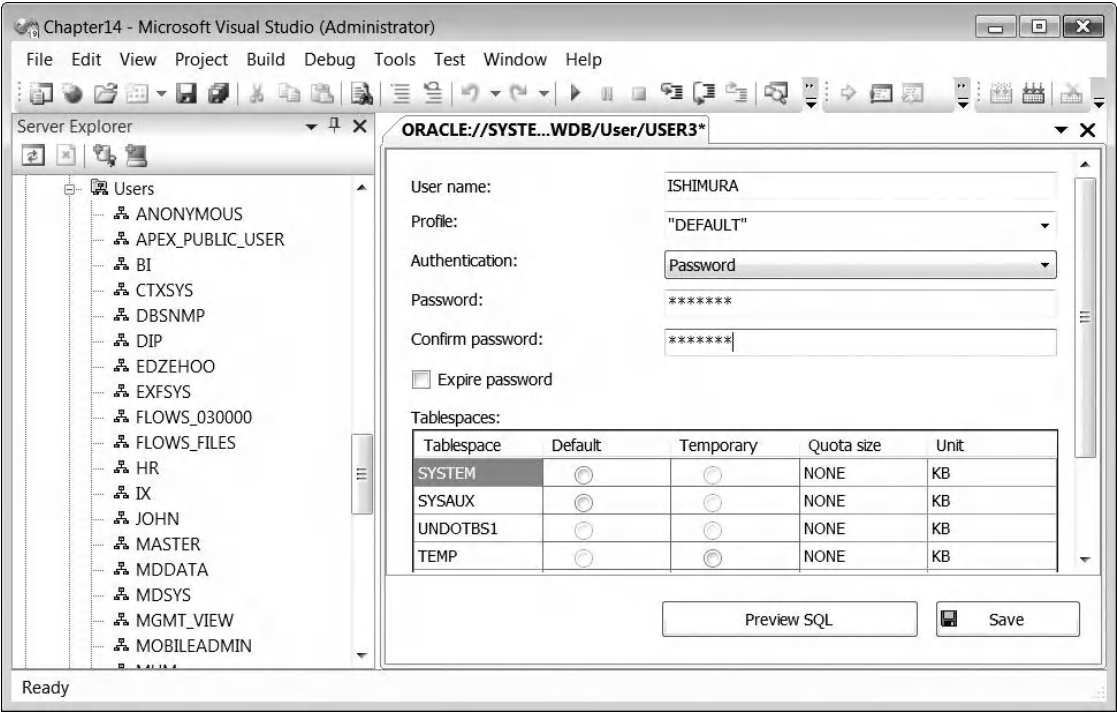 Chapter14 - Microsoft Visual Studio (Administrator)
File Edit View Project Build Debug Tools Test Window Help
Server Explorer
Users
ANONYMOUS
APEX_PUBLIC_USER
BI
CTXSYS
DBSNMP
DIP
EDZEHOO
EXFSYS
FLOWS_030000
FLOWS_FILES
HR
IX
JOHN
MASTER
MDDATA
MDSYS
MGMT_VIEW
MOBILEADMIN
ORACLE://SYSTE...WDB/User/USER3*
User name: ISHIMURA
Profile: "DEFAULT"
Authentication: Password
Password: *******
Confirm password: *******
Expire password
Tablespaces:
Tablespace Default Temporary Quota size Unit
SYSTEM NONE KB
SYSAUX NONE KB
UNDOTBS1 NONE KB
TEMP NONE KB
Preview SQL Save
Ready